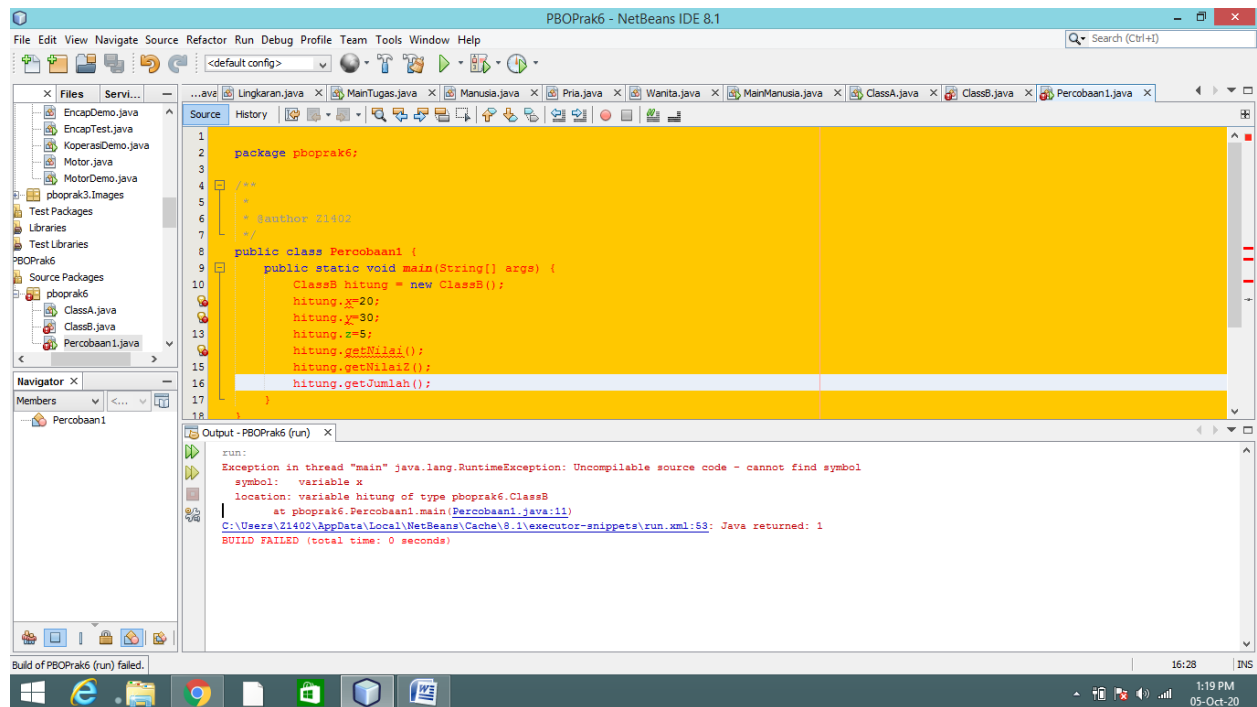 PBOPrak6 - NetBeans IDE 8.1
File Edit View Navigate Source Refactor Run Debug Profile Team Tools Window Help
Search (Ctrl+I)
<default config>
Files Servi...
...ava Lingkaran.java MainTugas.java Manusia.java Pria.java Wanita.java MainManusia.java ClassA.java ClassB.java Percobaan1.java
EncapDemo.java
EncapTest.java
KoperasiDemo.java
Motor.java
MotorDemo.java
pboprak3.Images
Test Packages
Libraries
Test Libraries
PBOPrak6
Source Packages
pboprak6
ClassA.java
ClassB.java
Percobaan1.java
Navigator
Members <...
Percobaan1
Source History
1
2 package pboprak6;
3
4 /**
5 *
6 * @author Z1402
7 */
8 public class Percobaan1 {
9 public static void main(String[] args) {
10 ClassB hitung = new ClassB();
hitung.x=20;
hitung.y=30;
13 hitung.z=5;
hitung.getNilai();
15 hitung.getNilaiZ();
16 hitung.getJumlah();
17 }
18 }
Output - PBOPrak6 (run)
run:
Exception in thread "main" java.lang.RuntimeException: Uncompilable source code - cannot find symbol
symbol: variable x
location: variable hitung of type pboprak6.ClassB
at pboprak6.Percobaan1.main(Percobaan1.java:11)
C:\Users\Z1402\AppData\Local\NetBeans\Cache\8.1\executor-snippets\run.xml:53: Java returned: 1
BUILD FAILED (total time: 0 seconds)
Build of PBOPrak6 (run) failed.
16:28 INS
1:19 PM
05-Oct-20